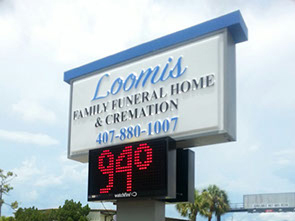 Loomis
FAMILY FUNERAL HOME
& CREMATION
407-880-1007
94°